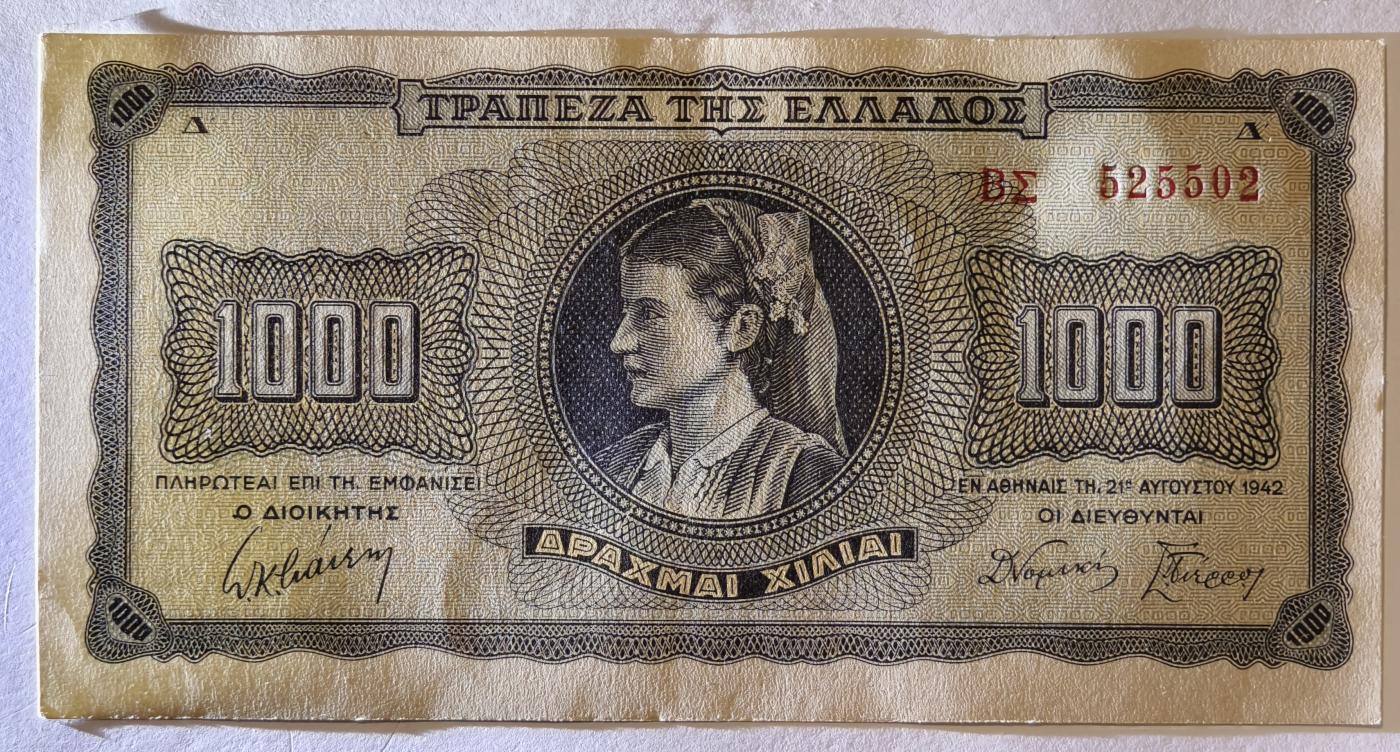 1000 ΤΡΑΠΕΖΑ ΤΗΣ ΕΛΛΑΔΟΣ 1000
Δ Δ
ΒΣ 525502
1000 1000
ΠΛΗΡΩΤΕΑΙ ΕΠΙ ΤΗ. ΕΜΦΑΝΙΣΕΙ
Ο ΔΙΟΙΚΗΤΗΣ
ΕΝ ΑΘΗΝΑΙΣ ΤΗ, 21ῃ ΑΥΓΟΥΣΤΟΥ 1942
ΟΙ ΔΙΕΥΘΥΝΤΑΙ
ΔΡΑΧΜΑΙ ΧΙΛΙΑΙ
1000 1000